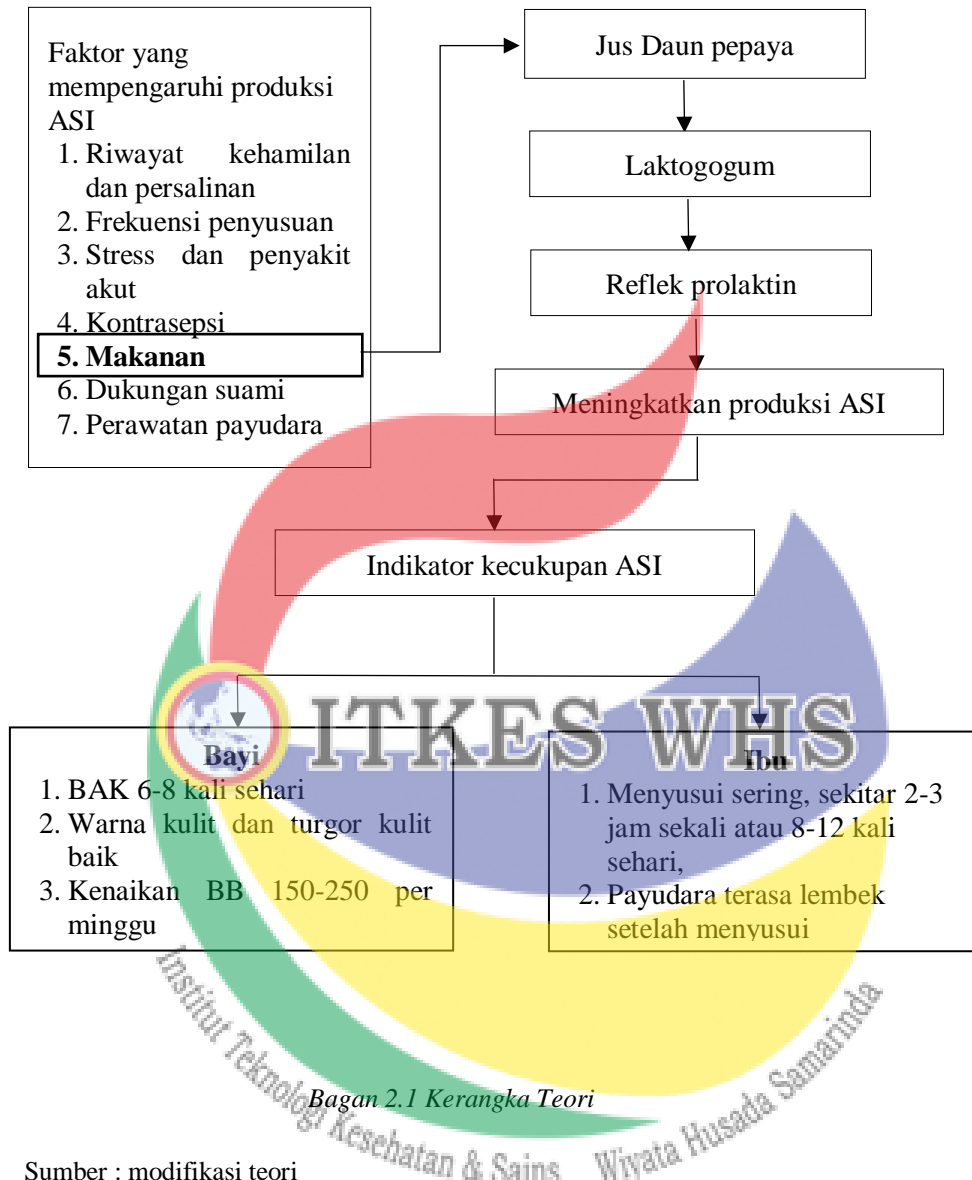 Faktor yang
mempengaruhi produksi
ASI
1. Riwayat kehamilan
dan persalinan
2. Frekuensi penyusuan
3. Stress dan penyakit
akut
4. Kontrasepsi
5. Makanan
6. Dukungan suami
7. Perawatan payudara
Jus Daun pepaya
Laktogogum
Reflek prolaktin
Meningkatkan produksi ASI
Indikator kecukupan ASI
ITKES WHS
Bayi
1. BAK 6-8 kali sehari
2. Warna kulit dan turgor kulit
baik
3. Kenaikan BB 150-250 per
minggu
Ibu
1. Menyusui sering, sekitar 2-3
jam sekali atau 8-12 kali
sehari,
2. Payudara terasa lembek
setelah menyusui
Institut Teknologi Kesehatan & Sains Wiyata Husada Samarinda
Bagan 2.1 Kerangka Teori
Sumber : modifikasi teori